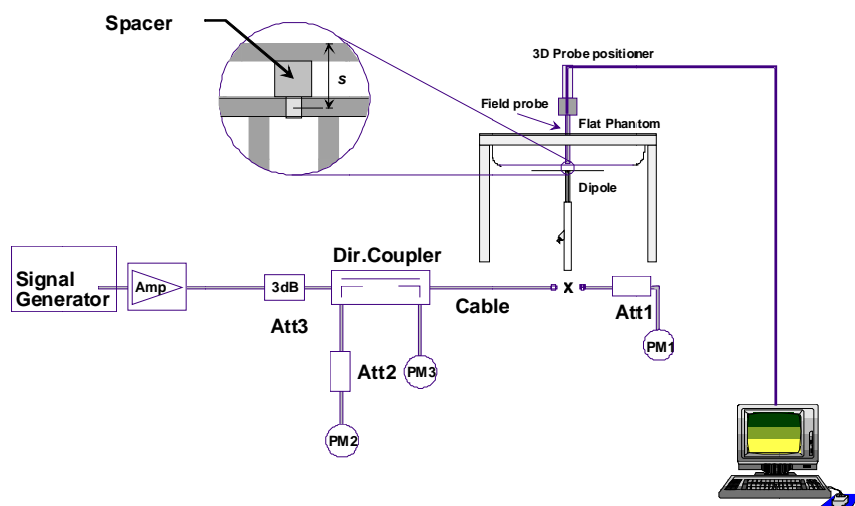 Spacer
s
3D Probe positioner
Field probe
Flat Phantom
Dipole
Signal
Generator
Amp
3dB
Att3
Dir.Coupler
Cable
x
Att1
PM1
Att2
PM3
PM2